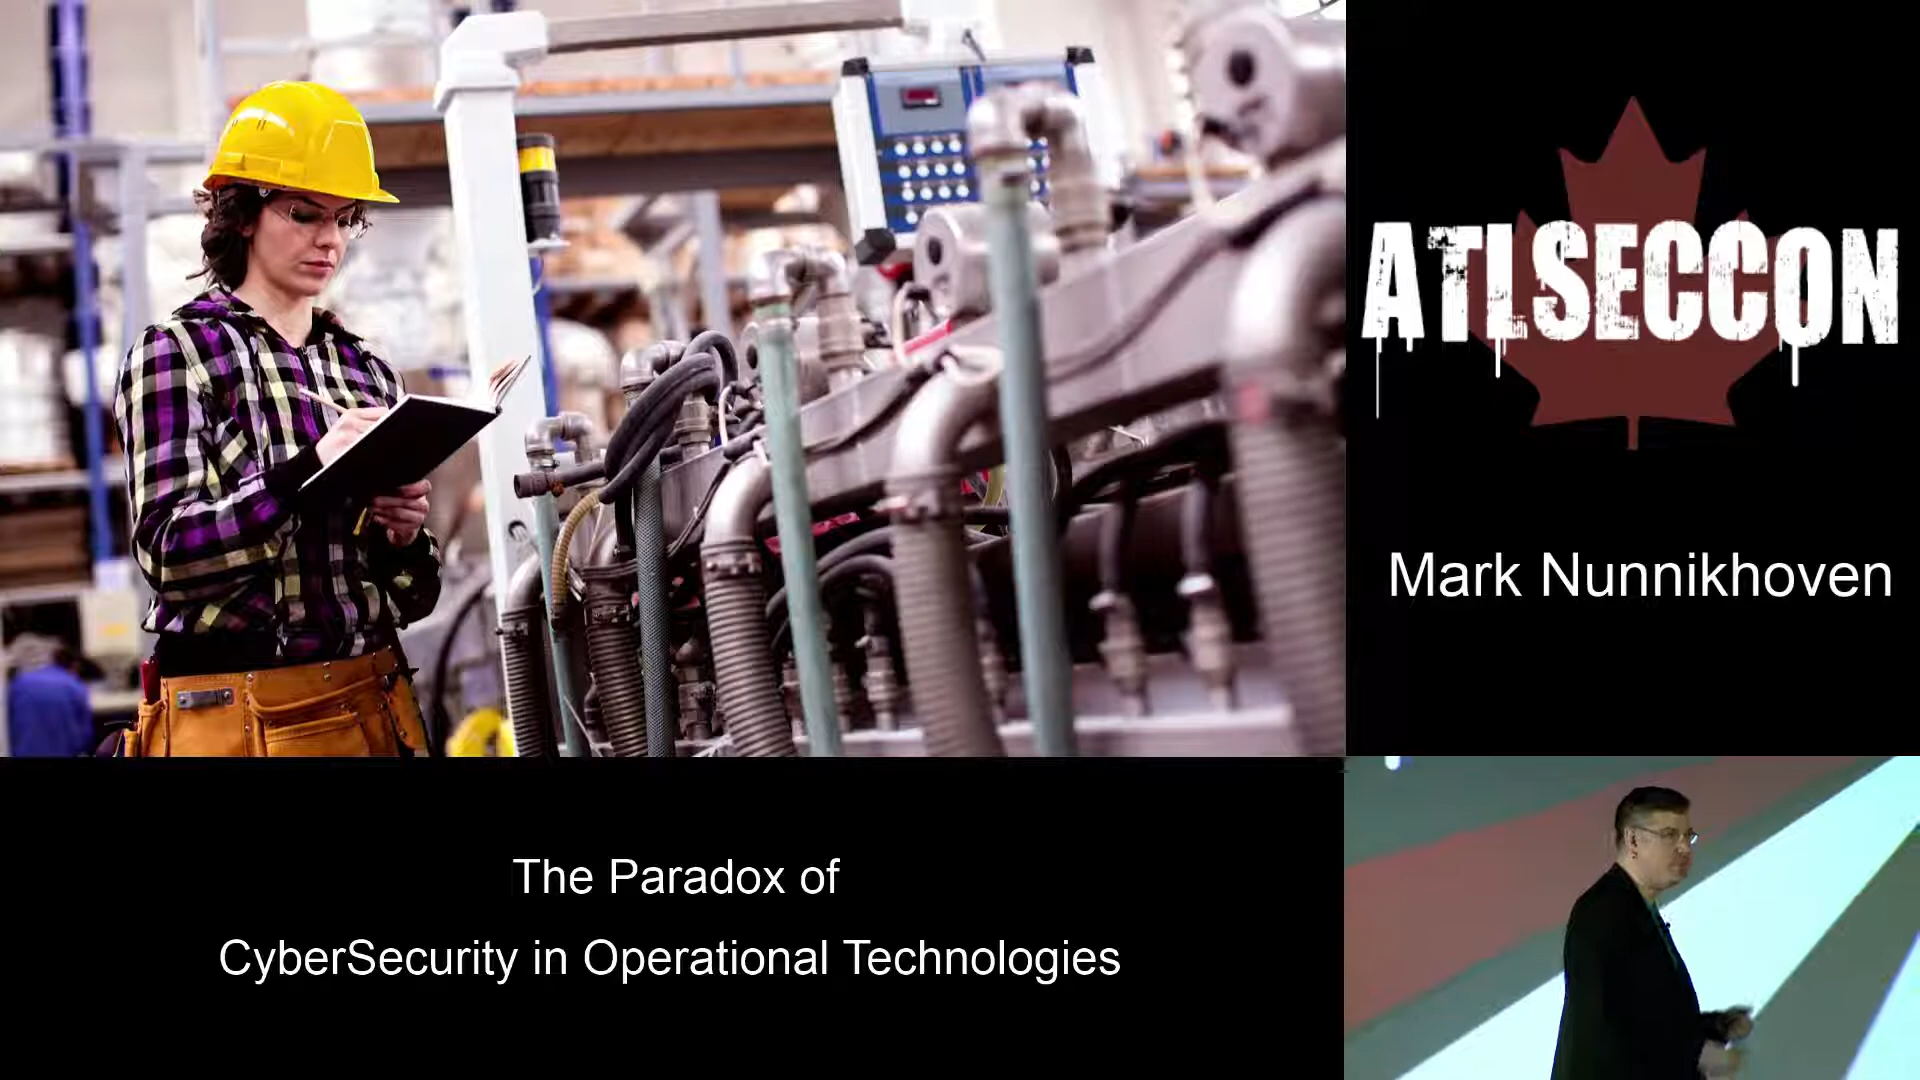 ATLSECCON
Mark Nunnikhoven
The Paradox of
CyberSecurity in Operational Technologies